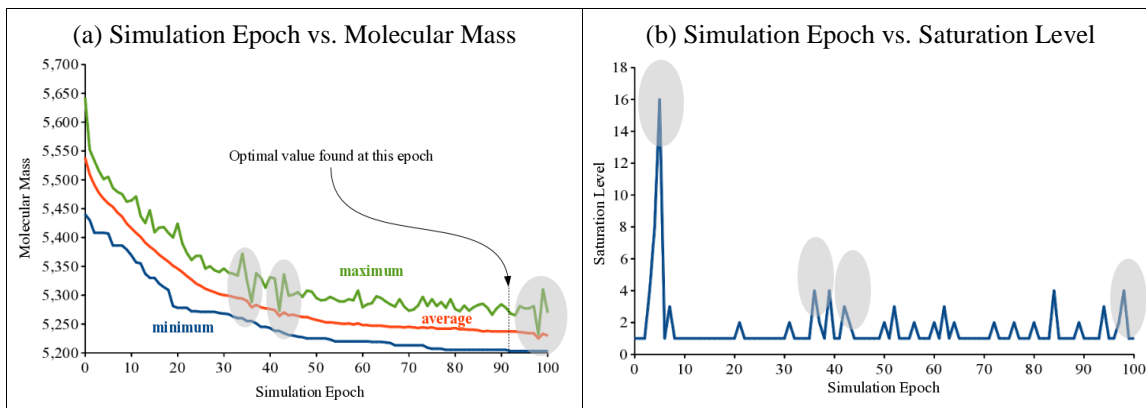 (a) Simulation Epoch vs. Molecular Mass
5,700
5,650
5,600
5,550
5,500
5,450
5,400
5,350
5,300
5,250
5,200
Molecular Mass
Optimal value found at this epoch
maximum
average
minimum
0 10 20 30 40 50 60 70 80 90 100
Simulation Epoch
(b) Simulation Epoch vs. Saturation Level
18
16
14
12
10
8
6
4
2
0
Saturation Level
0 10 20 30 40 50 60 70 80 90 100
Simulation Epoch